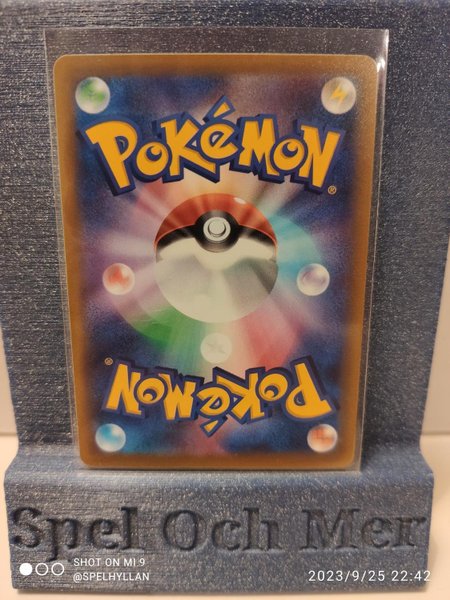 POKéMON
®
POKéMON
®
Spel Och Mer
SHOT ON MI 9
@SPELHYLLAN
2023/9/25 22:42